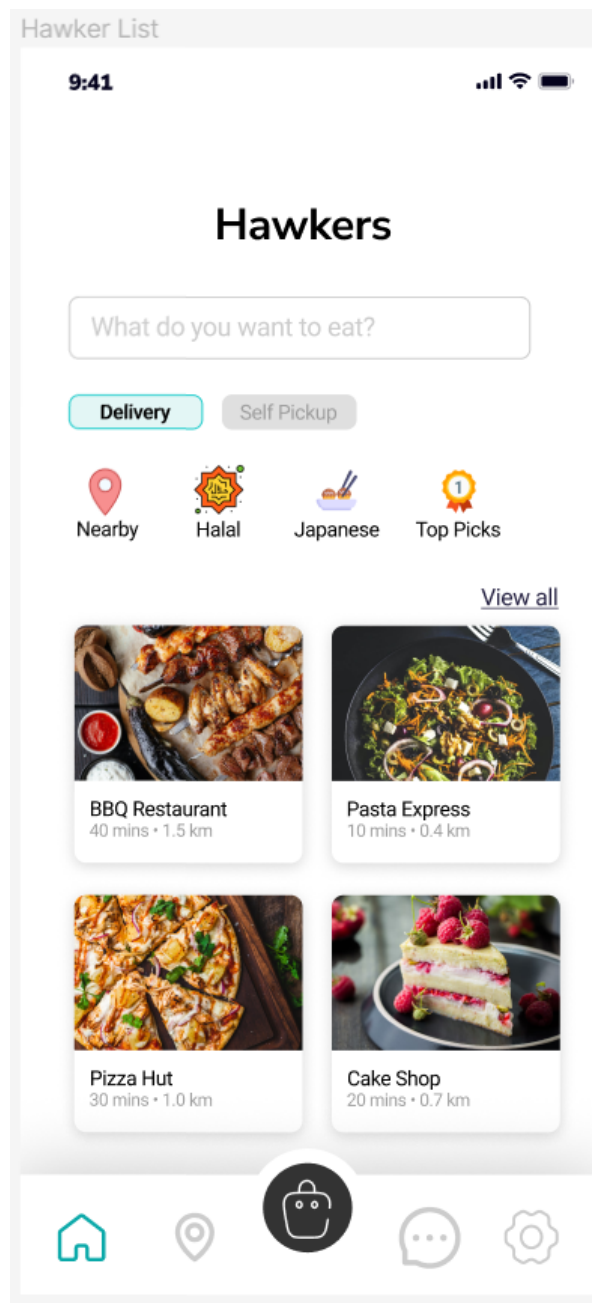 Hawker List
9:41
Hawkers
What do you want to eat?
Delivery Self Pickup
1
Nearby Halal Japanese Top Picks
View all
BBQ Restaurant Pasta Express
40 mins • 1.5 km 10 mins • 0.4 km
Pizza Hut Cake Shop
30 mins • 1.0 km 20 mins • 0.7 km